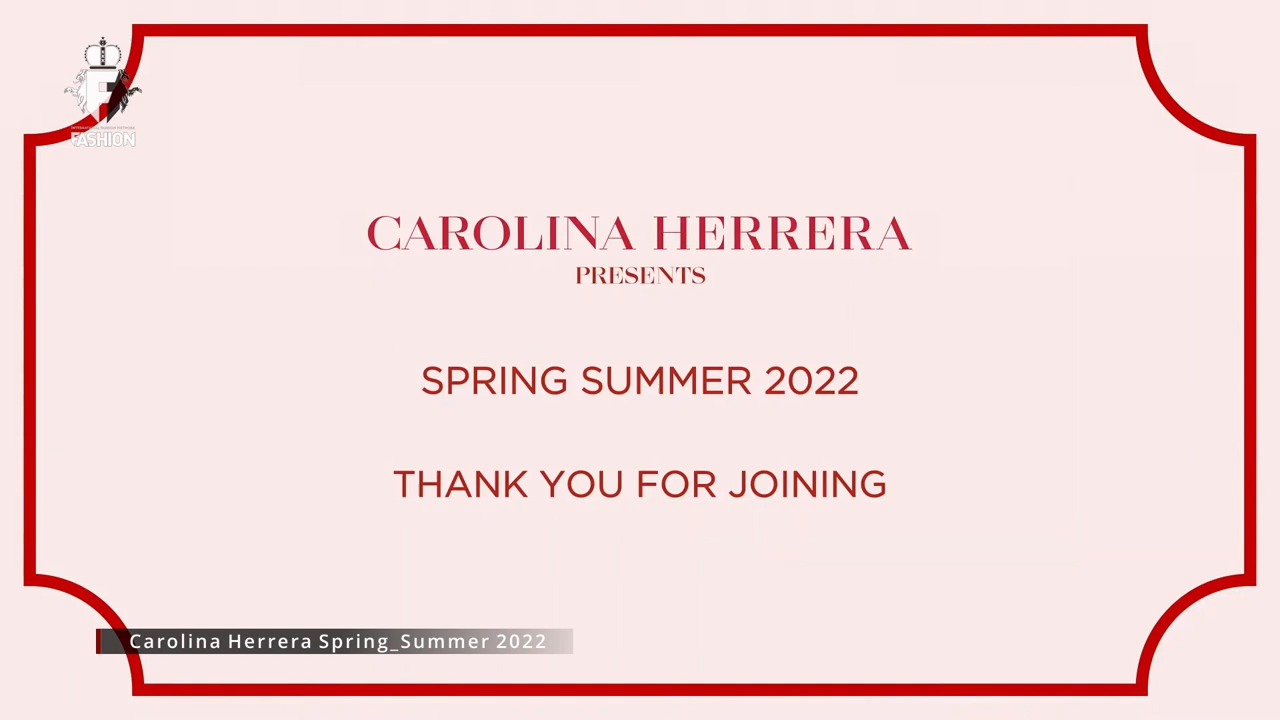 FASHION
CAROLINA HERRERA
PRESENTS
SPRING SUMMER 2022
THANK YOU FOR JOINING
Carolina Herrera Spring_Summer 2022